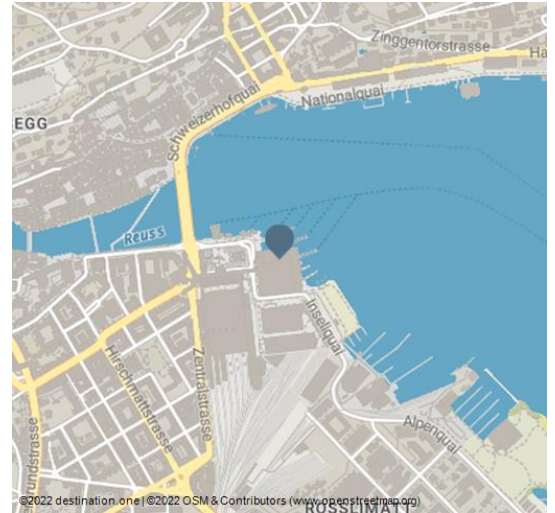 Zinggentorstrasse
Ha
Nationalquai
Schweizerhofquai
EGG
Reuss
Inseliquai
Hirschmattstrasse
Zentralstrasse
Alpenquai
rundstrasse
ROSSLIMATT
©2022 destination.one | ©2022 OSM & Contributors (www.openstreetmap.org)